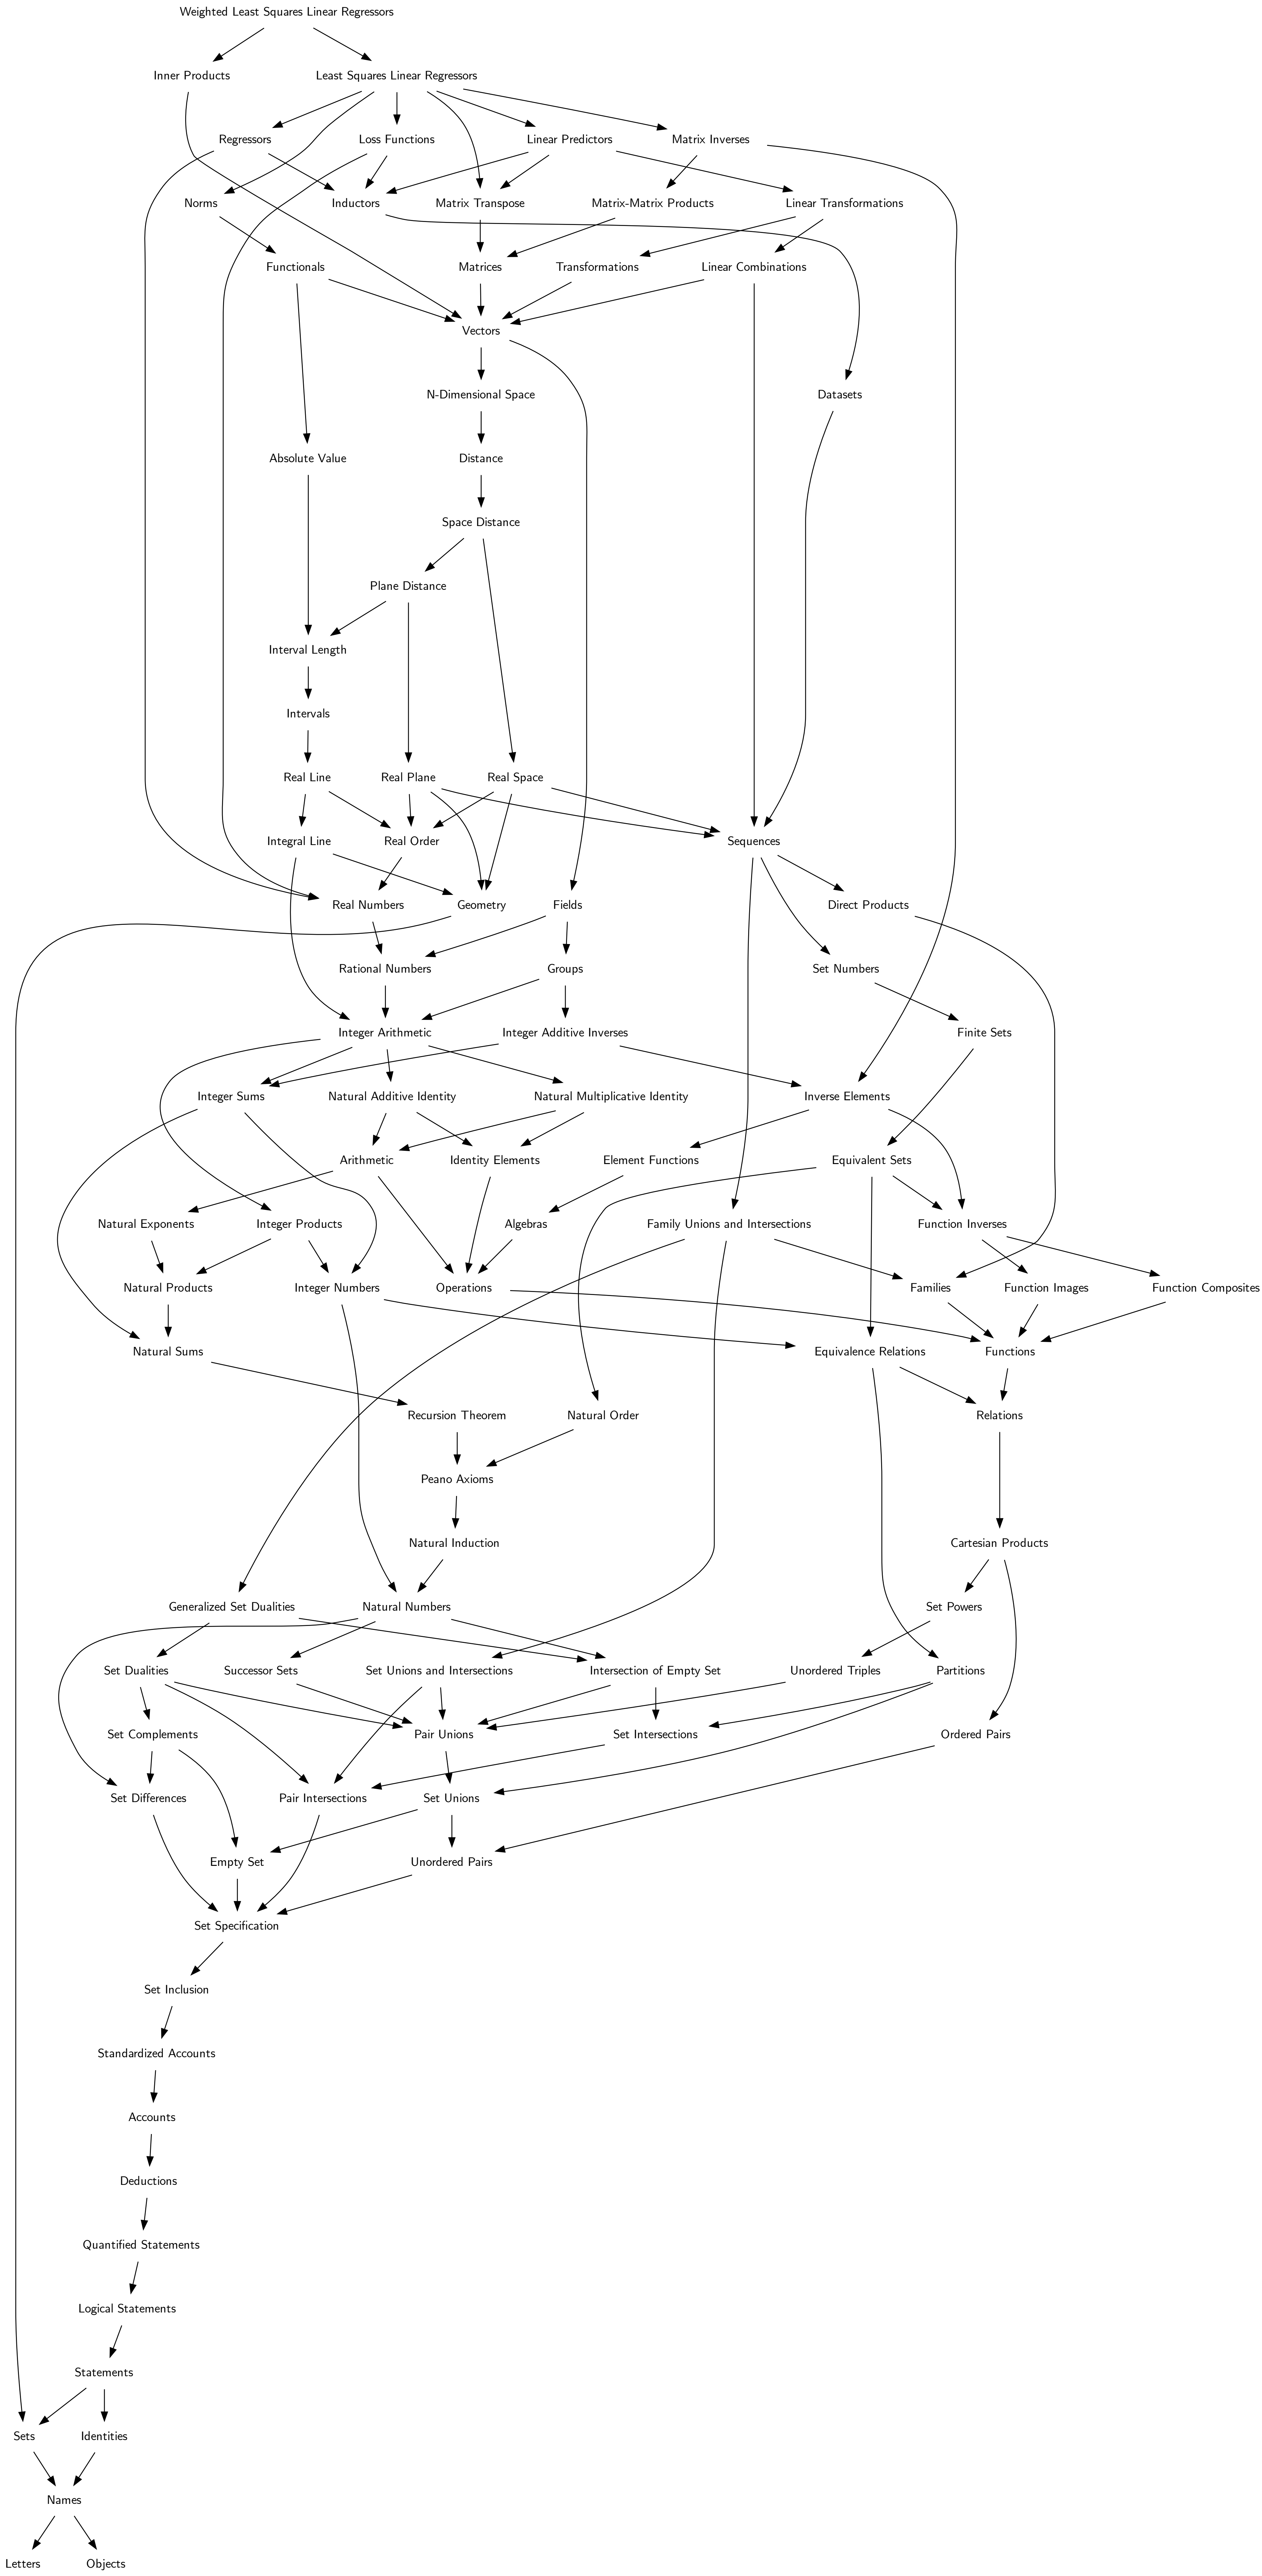 Weighted Least Squares Linear Regressors
Inner Products
Least Squares Linear Regressors
Regressors
Loss Functions
Linear Predictors
Matrix Inverses
Norms
Inductors
Matrix Transpose
Matrix-Matrix Products
Linear Transformations
Functionals
Matrices
Transformations
Linear Combinations
Vectors
N-Dimensional Space
Datasets
Absolute Value
Distance
Space Distance
Plane Distance
Interval Length
Intervals
Real Line
Real Plane
Real Space
Integral Line
Real Order
Sequences
Real Numbers
Geometry
Fields
Direct Products
Rational Numbers
Groups
Set Numbers
Integer Arithmetic
Integer Additive Inverses
Finite Sets
Integer Sums
Natural Additive Identity
Natural Multiplicative Identity
Inverse Elements
Arithmetic
Identity Elements
Element Functions
Equivalent Sets
Natural Exponents
Integer Products
Algebras
Family Unions and Intersections
Function Inverses
Natural Products
Integer Numbers
Operations
Families
Function Images
Function Composites
Natural Sums
Equivalence Relations
Functions
Recursion Theorem
Natural Order
Relations
Peano Axioms
Natural Induction
Cartesian Products
Generalized Set Dualities
Natural Numbers
Set Powers
Set Dualities
Successor Sets
Set Unions and Intersections
Intersection of Empty Set
Unordered Triples
Partitions
Set Complements
Pair Unions
Set Intersections
Ordered Pairs
Set Differences
Pair Intersections
Set Unions
Empty Set
Unordered Pairs
Set Specification
Set Inclusion
Standardized Accounts
Accounts
Deductions
Quantified Statements
Logical Statements
Statements
Sets
Identities
Names
Letters
Objects